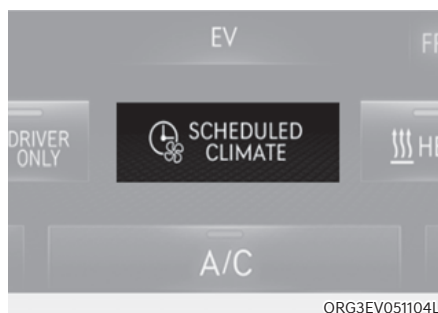 EV
DRIVER
ONLY
SCHEDULED
CLIMATE
A/C
ORG3EV051104L